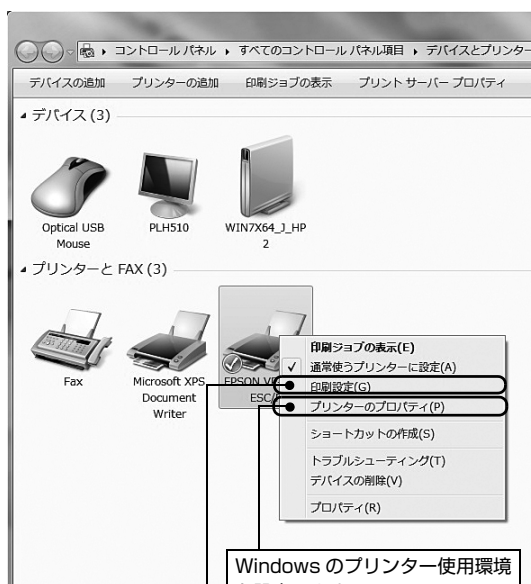 コントロール パネル ▸ すべてのコントロール パネル項目 ▸ デバイスとプリンター
デバイスの追加 プリンターの追加 印刷ジョブの表示 プリント サーバー プロパティ
デバイス (3)
Optical USB
Mouse
PLH510
WIN7X64_J_HP
2
プリンターと FAX (3)
Fax
Microsoft XPS
Document
Writer
EPSON
ESC/
印刷ジョブの表示(E)
✓ 通常使うプリンターに設定(A)
印刷設定(G)
プリンターのプロパティ(P)
ショートカットの作成(S)
トラブルシューティング(T)
デバイスの削除(V)
プロパティ(R)
Windows のプリンター使用環境